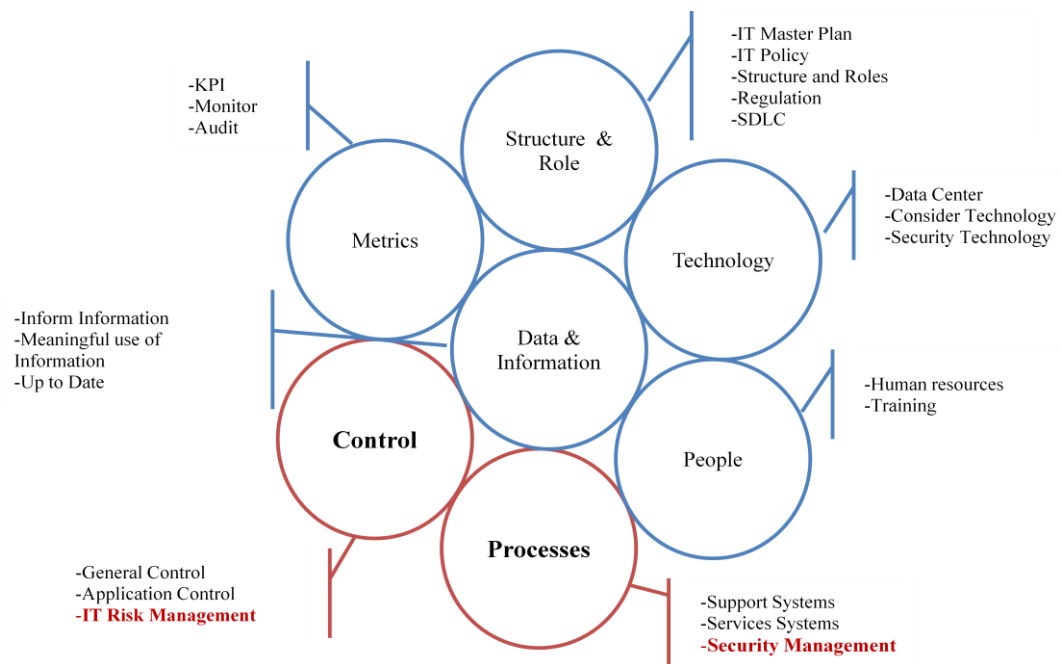 -IT Master Plan
-IT Policy
-Structure and Roles
-Regulation
-SDLC
-KPI
-Monitor
-Audit
Structure &
Role
-Data Center
-Consider Technology
-Security Technology
Metrics
Technology
-Inform Information
-Meaningful use of
Information
-Up to Date
Data &
Information
-Human resources
-Training
Control
People
Processes
-General Control
-Application Control
-IT Risk Management
-Support Systems
-Services Systems
-Security Management